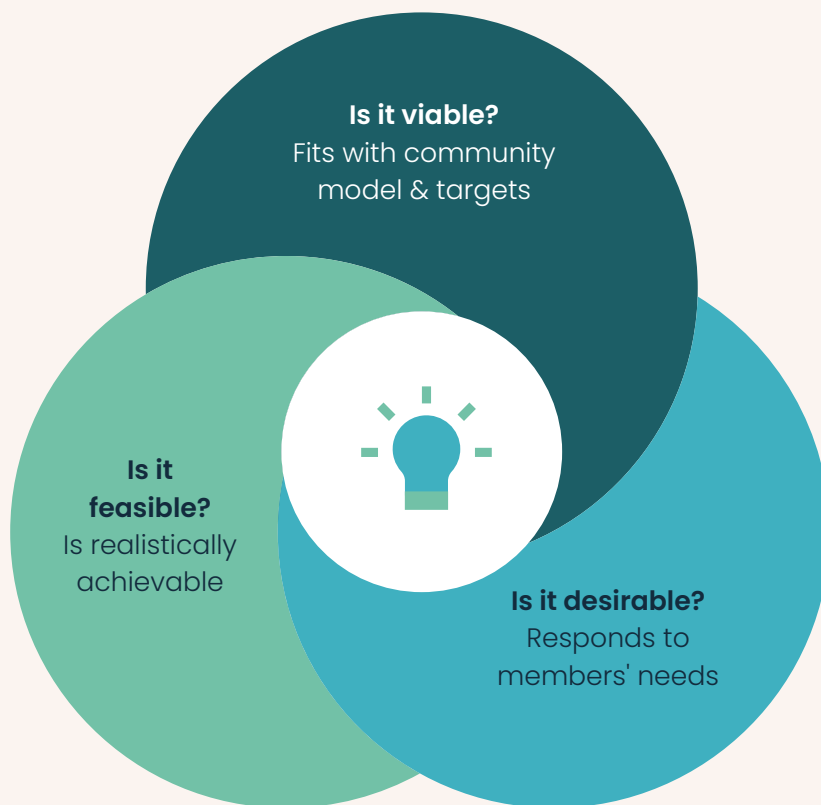 Is it viable?
Fits with community
model & targets
Is it
feasible?
Is realistically
achievable
Is it desirable?
Responds to
members' needs